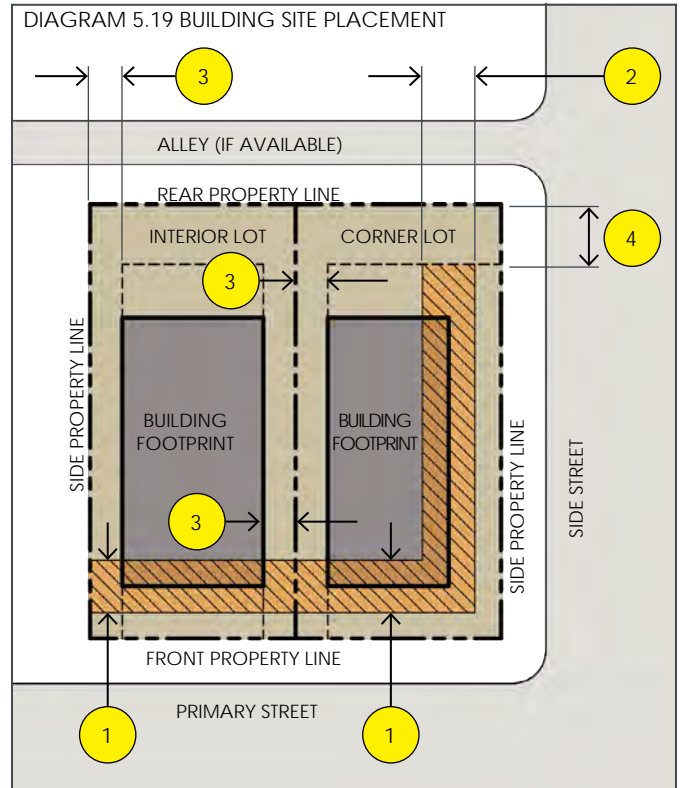 DIAGRAM 5.19 BUILDING SITE PLACEMENT
3
2
ALLEY (IF AVAILABLE)
REAR PROPERTY LINE
INTERIOR LOT
CORNER LOT
4
3
SIDE PROPERTY LINE
BUILDING
FOOTPRINT
BUILDING
FOOTPRINT
SIDE PROPERTY LINE
SIDE STREET
3
FRONT PROPERTY LINE
PRIMARY STREET
1
1